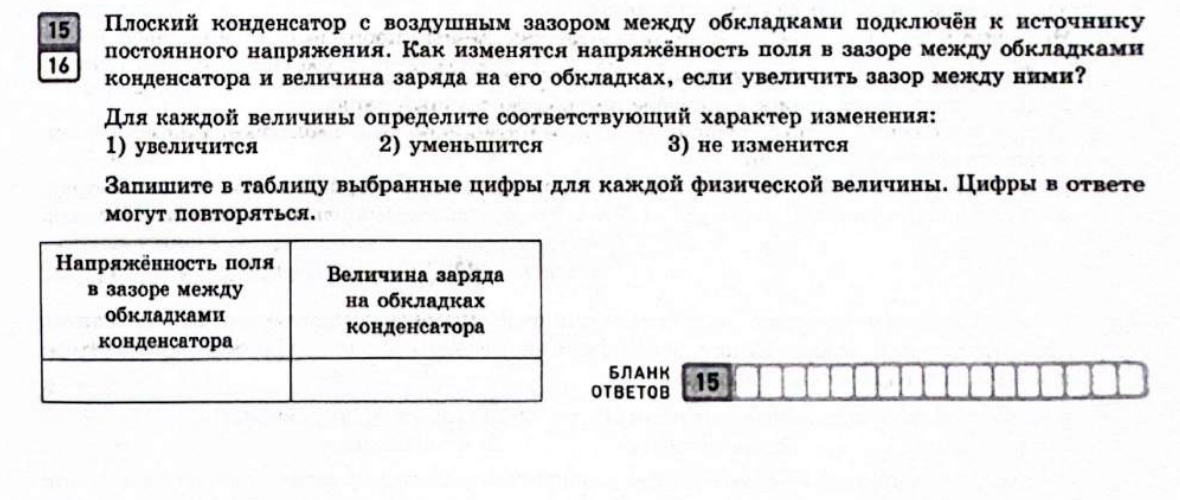 15
16
Плоский конденсатор с воздушным зазором между обкладками подключён к источнику
постоянного напряжения. Как изменятся напряжённость поля в зазоре между обкладками
конденсатора и величина заряда на его обкладках, если увеличить зазор между ними?
Для каждой величины определите соответствующий характер изменения:
1) увеличится 2) уменьшится 3) не изменится
Запишите в таблицу выбранные цифры для каждой физической величины. Цифры в ответе
могут повторяться.
Напряжённость поля
в зазоре между
обкладками
конденсатора
Величина заряда
на обкладках
конденсатора
БЛАНК
ОТВЕТОВ
15